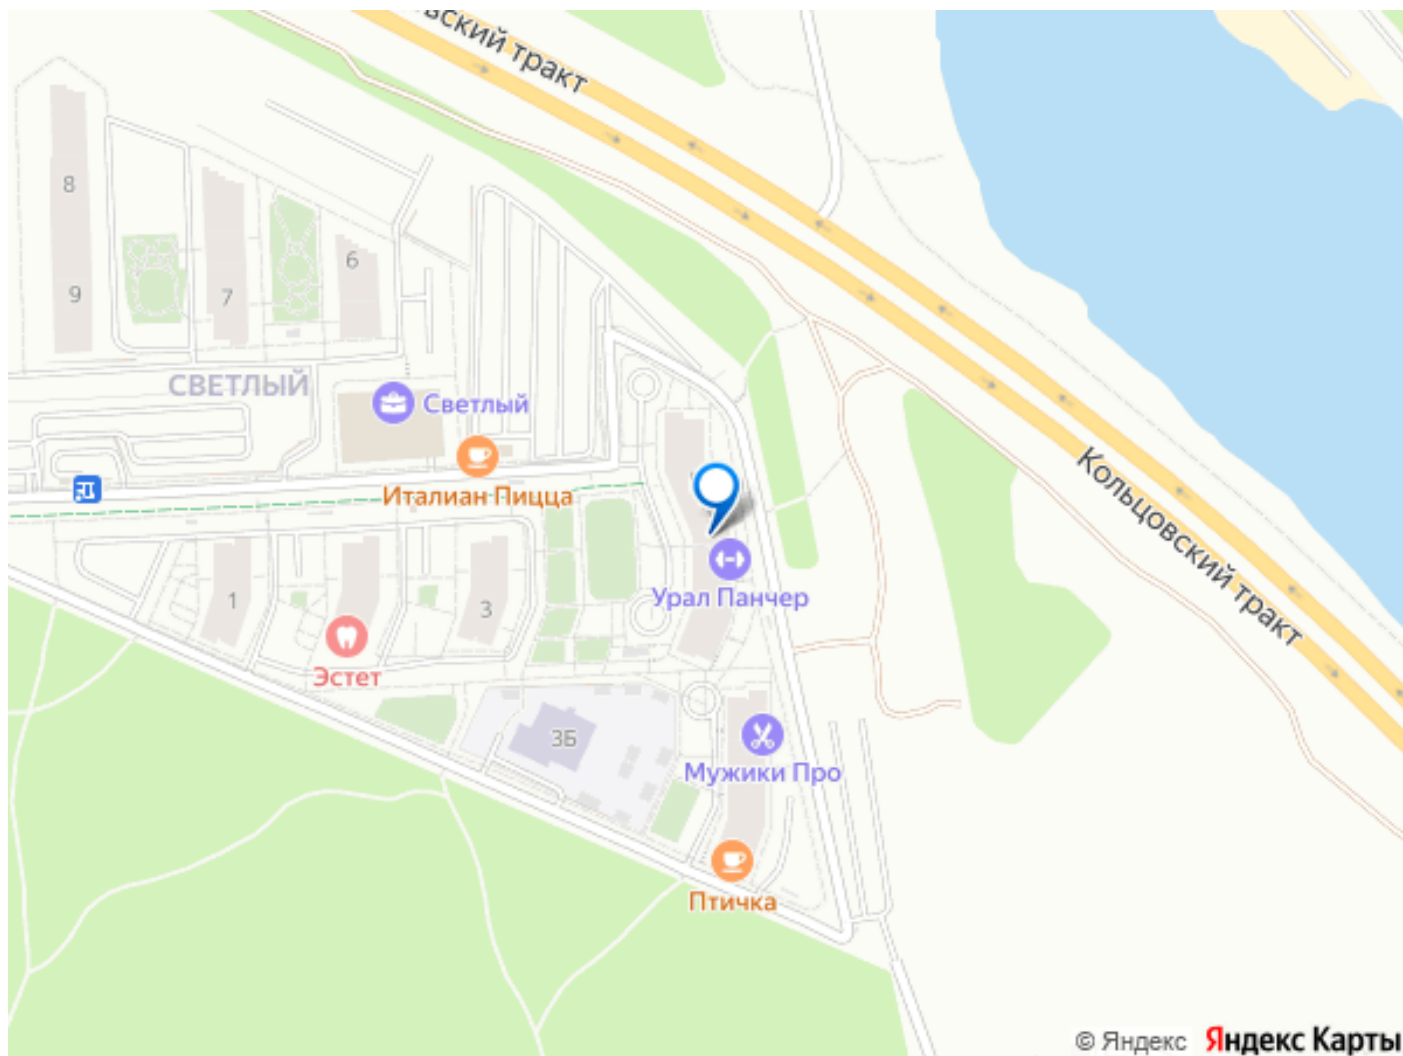 вский тракт
8
6
9
7
СВЕТЛЫЙ
Светлый
Италиан Пицца
Кольцовский тракт
Урал Панчер
1
3
Эстет
3Б
Мужики Про
Птичка
© Яндекс Яндекс Карты